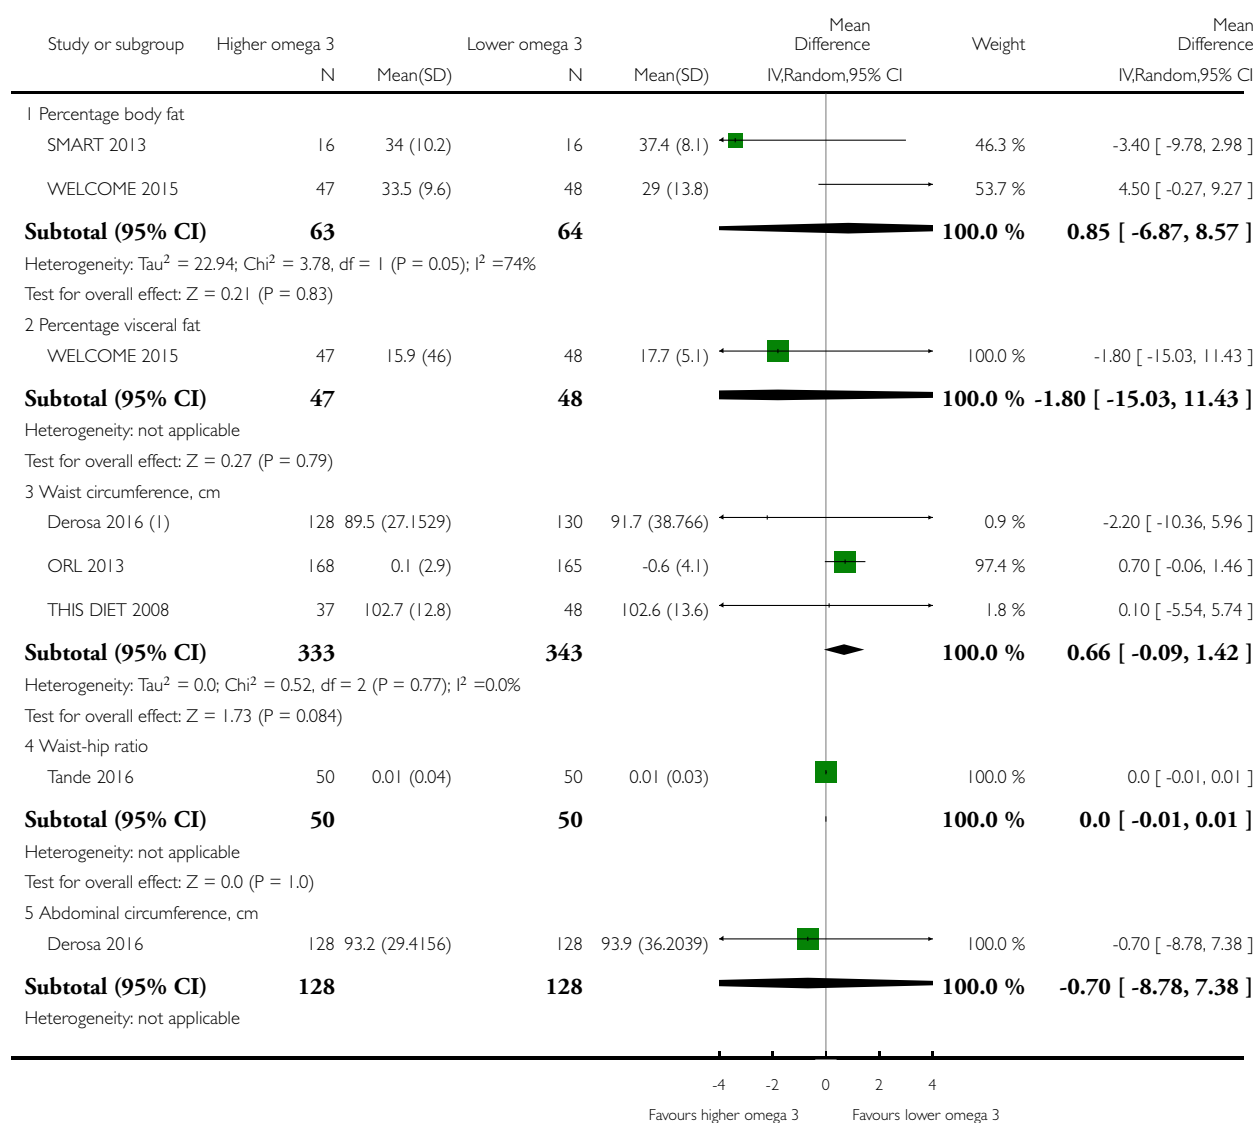 Study or subgroup Higher omega 3 Lower omega 3 Mean Difference Weight Mean Difference
N Mean(SD) N Mean(SD) IV,Random,95% CI IV,Random,95% CI
1 Percentage body fat
SMART 2013 16 34 (10.2) 16 37.4 (8.1) 46.3 % -3.40 [ -9.78, 2.98 ]
WELCOME 2015 47 33.5 (9.6) 48 29 (13.8) 53.7 % 4.50 [ -0.27, 9.27 ]
Subtotal (95% CI) 63 64 100.0 % 0.85 [ -6.87, 8.57 ]
Heterogeneity: Tau² = 22.94; Chi² = 3.78, df = 1 (P = 0.05); I² =74%
Test for overall effect: Z = 0.21 (P = 0.83)
2 Percentage visceral fat
WELCOME 2015 47 15.9 (46) 48 17.7 (5.1) 100.0 % -1.80 [ -15.03, 11.43 ]
Subtotal (95% CI) 47 48 100.0 % -1.80 [ -15.03, 11.43 ]
Heterogeneity: not applicable
Test for overall effect: Z = 0.27 (P = 0.79)
3 Waist circumference, cm
Derosa 2016 (1) 128 89.5 (27.1529) 130 91.7 (38.766) 0.9 % -2.20 [ -10.36, 5.96 ]
ORL 2013 168 0.1 (2.9) 165 -0.6 (4.1) 97.4 % 0.70 [ -0.06, 1.46 ]
THIS DIET 2008 37 102.7 (12.8) 48 102.6 (13.6) 1.8 % 0.10 [ -5.54, 5.74 ]
Subtotal (95% CI) 333 343 100.0 % 0.66 [ -0.09, 1.42 ]
Heterogeneity: Tau² = 0.0; Chi² = 0.52, df = 2 (P = 0.77); I² =0.0%
Test for overall effect: Z = 1.73 (P = 0.084)
4 Waist-hip ratio
Tande 2016 50 0.01 (0.04) 50 0.01 (0.03) 100.0 % 0.0 [ -0.01, 0.01 ]
Subtotal (95% CI) 50 50 100.0 % 0.0 [ -0.01, 0.01 ]
Heterogeneity: not applicable
Test for overall effect: Z = 0.0 (P = 1.0)
5 Abdominal circumference, cm
Derosa 2016 128 93.2 (29.4156) 128 93.9 (36.2039) 100.0 % -0.70 [ -8.78, 7.38 ]
Subtotal (95% CI) 128 128 100.0 % -0.70 [ -8.78, 7.38 ]
Heterogeneity: not applicable
-4 -2 0 2 4
Favours higher omega 3 Favours lower omega 3